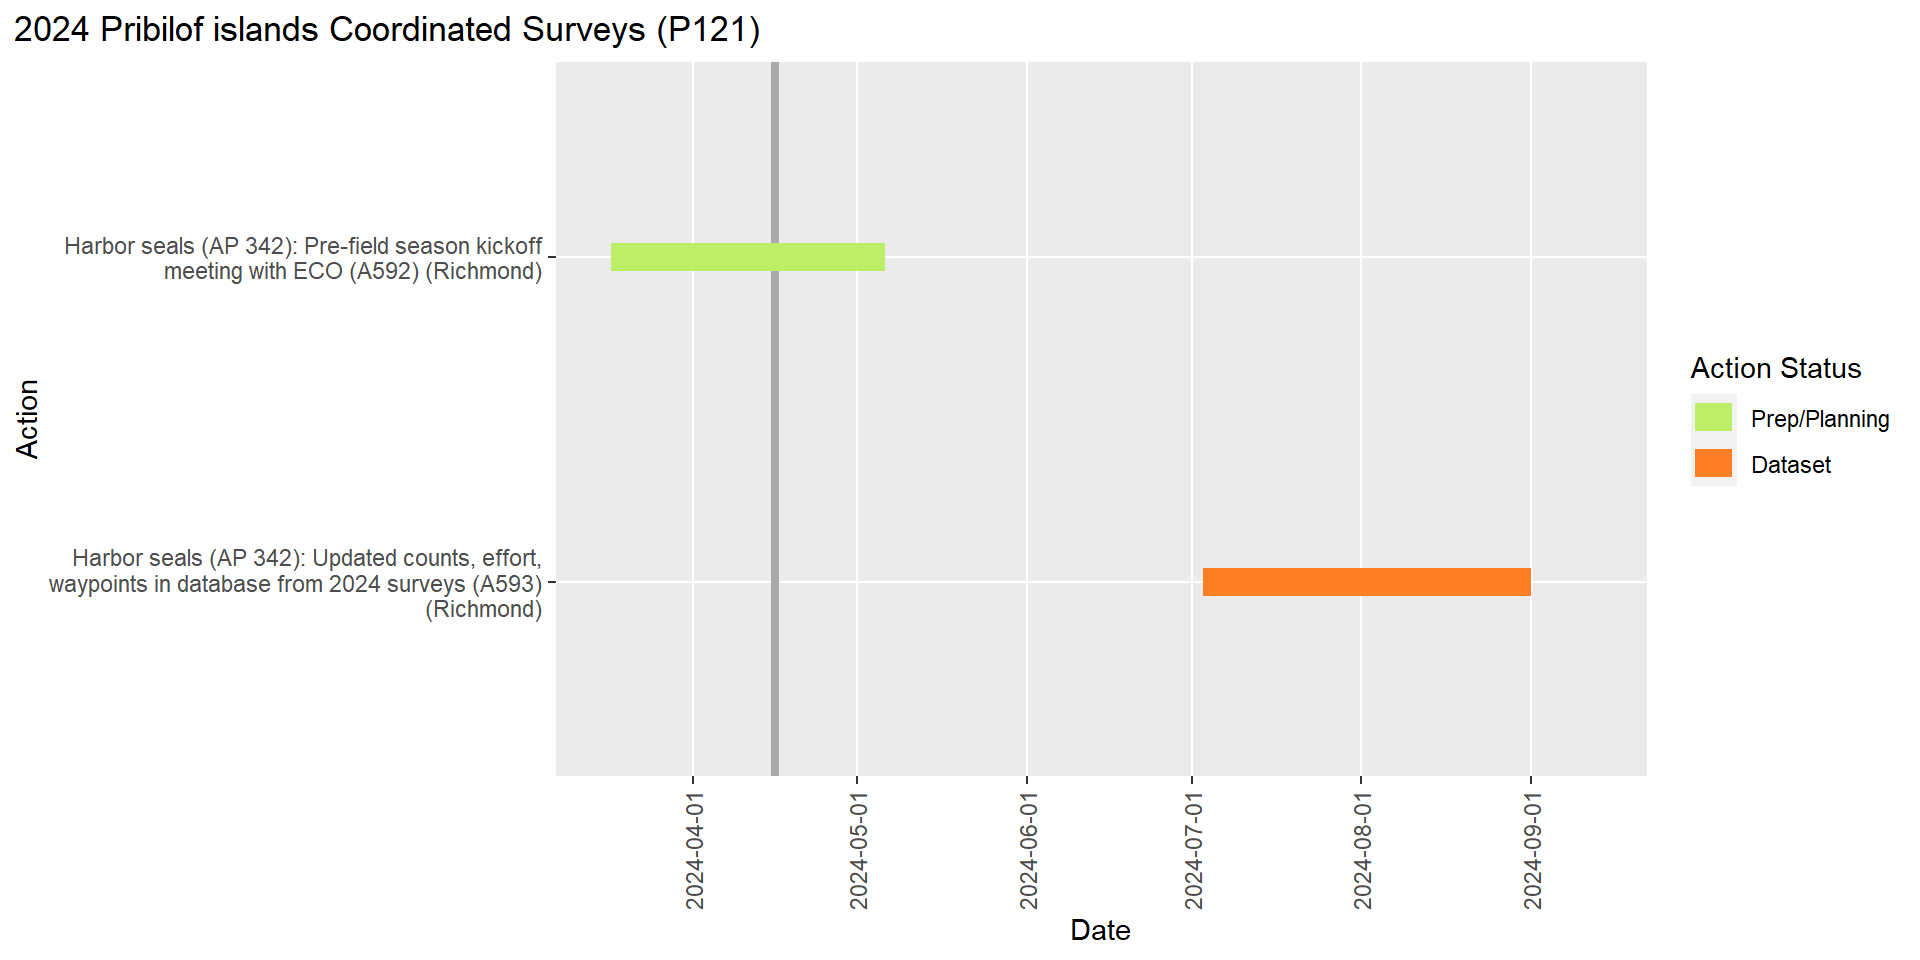 2024 Pribilof islands Coordinated Surveys (P121)
Harbor seals (AP 342): Pre-field season kickoff
meeting with ECO (A592) (Richmond)
Harbor seals (AP 342): Updated counts, effort,
waypoints in database from 2024 surveys (A593)
(Richmond)
Action
2024-04-01
2024-05-01
2024-06-01
2024-07-01
2024-08-01
2024-09-01
Date
Action Status
Prep/Planning
Dataset